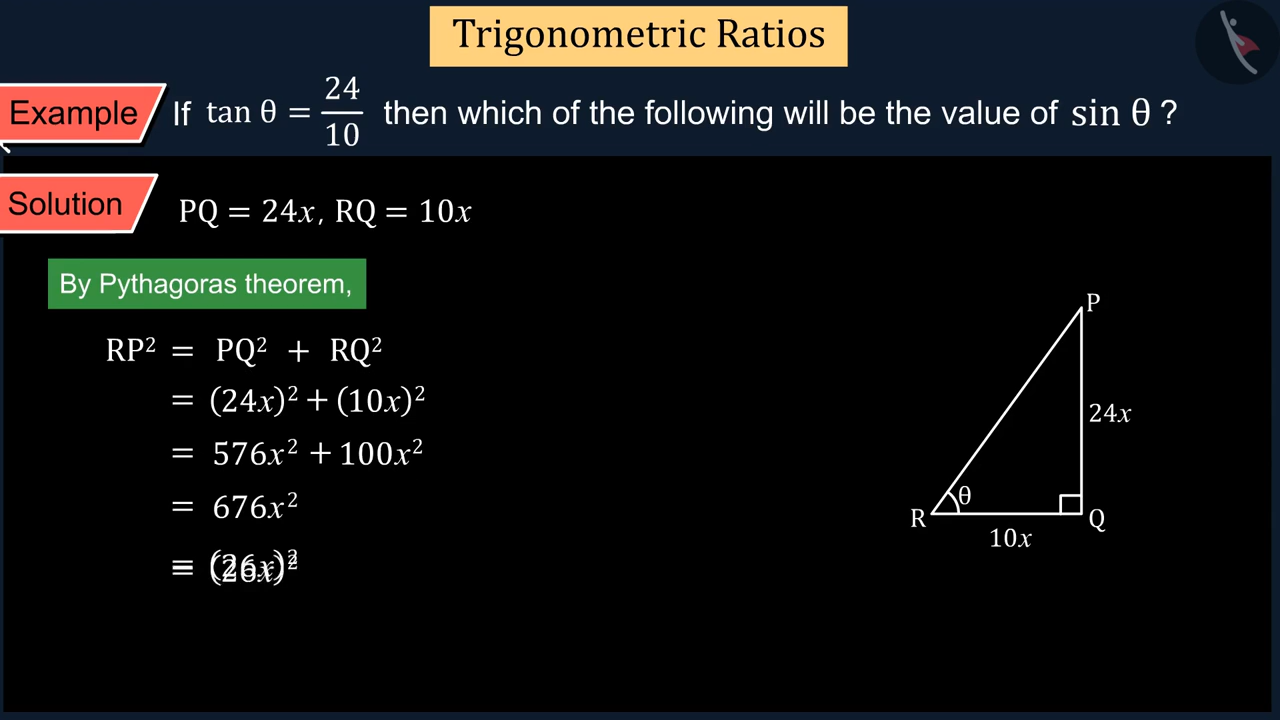 Trigonometric Ratios
Example If tan θ = 24/10 then which of the following will be the value of sin θ ?
Solution PQ = 24x, RQ = 10x
By Pythagoras theorem,
RP² = PQ² + RQ²
= (24x)² + (10x)²
= 576x² + 100x²
= 676x²
= (26x)²
P
24x
θ
R
Q
10x